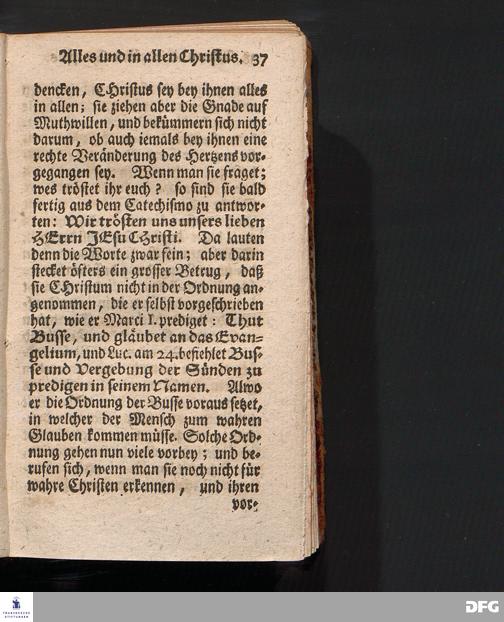 Alles und in allen Christus. 37
dencken, CHristus sey bey ihnen alles
in allen; sie ziehen aber die Gnade auf
Muthwillen, und bekümmern sich nicht
darum, ob auch iemals bey ihnen eine
rechte Veränderung des Hertzens vor-
gegangen sey. Wenn man sie fraget;
wes tröstet ihr euch? so sind sie bald
fertig aus dem Catechismo zu antwor-
ten: Wir trösten uns unsers lieben
HErrn JEsu CHristi. Da lauten
denn die Worte zwar fein; aber darin
stecket öfters ein grosser Betrug, daß
sie CHristum nicht in der Ordnung an-
genommen, die er selbst vorgeschrieben
hat, wie er Marci I. prediget: Thut
Busse, und gläubet an das Evan-
gelium, und Luc. am 24. befiehlet Bus-
se und Vergebung der Sünden zu
predigen in seinem Namen. Alwo
er die Ordnung der Busse voraus setzet,
in welcher der Mensch zum wahren
Glauben kommen müsse. Solche Ord-
nung gehen nun viele vorbey; und be-
rufen sich, wenn man sie noch nicht für
wahre Christen erkennen, und ihren
vor-
FRANCKESCHE
STIFTUNGEN
DFG